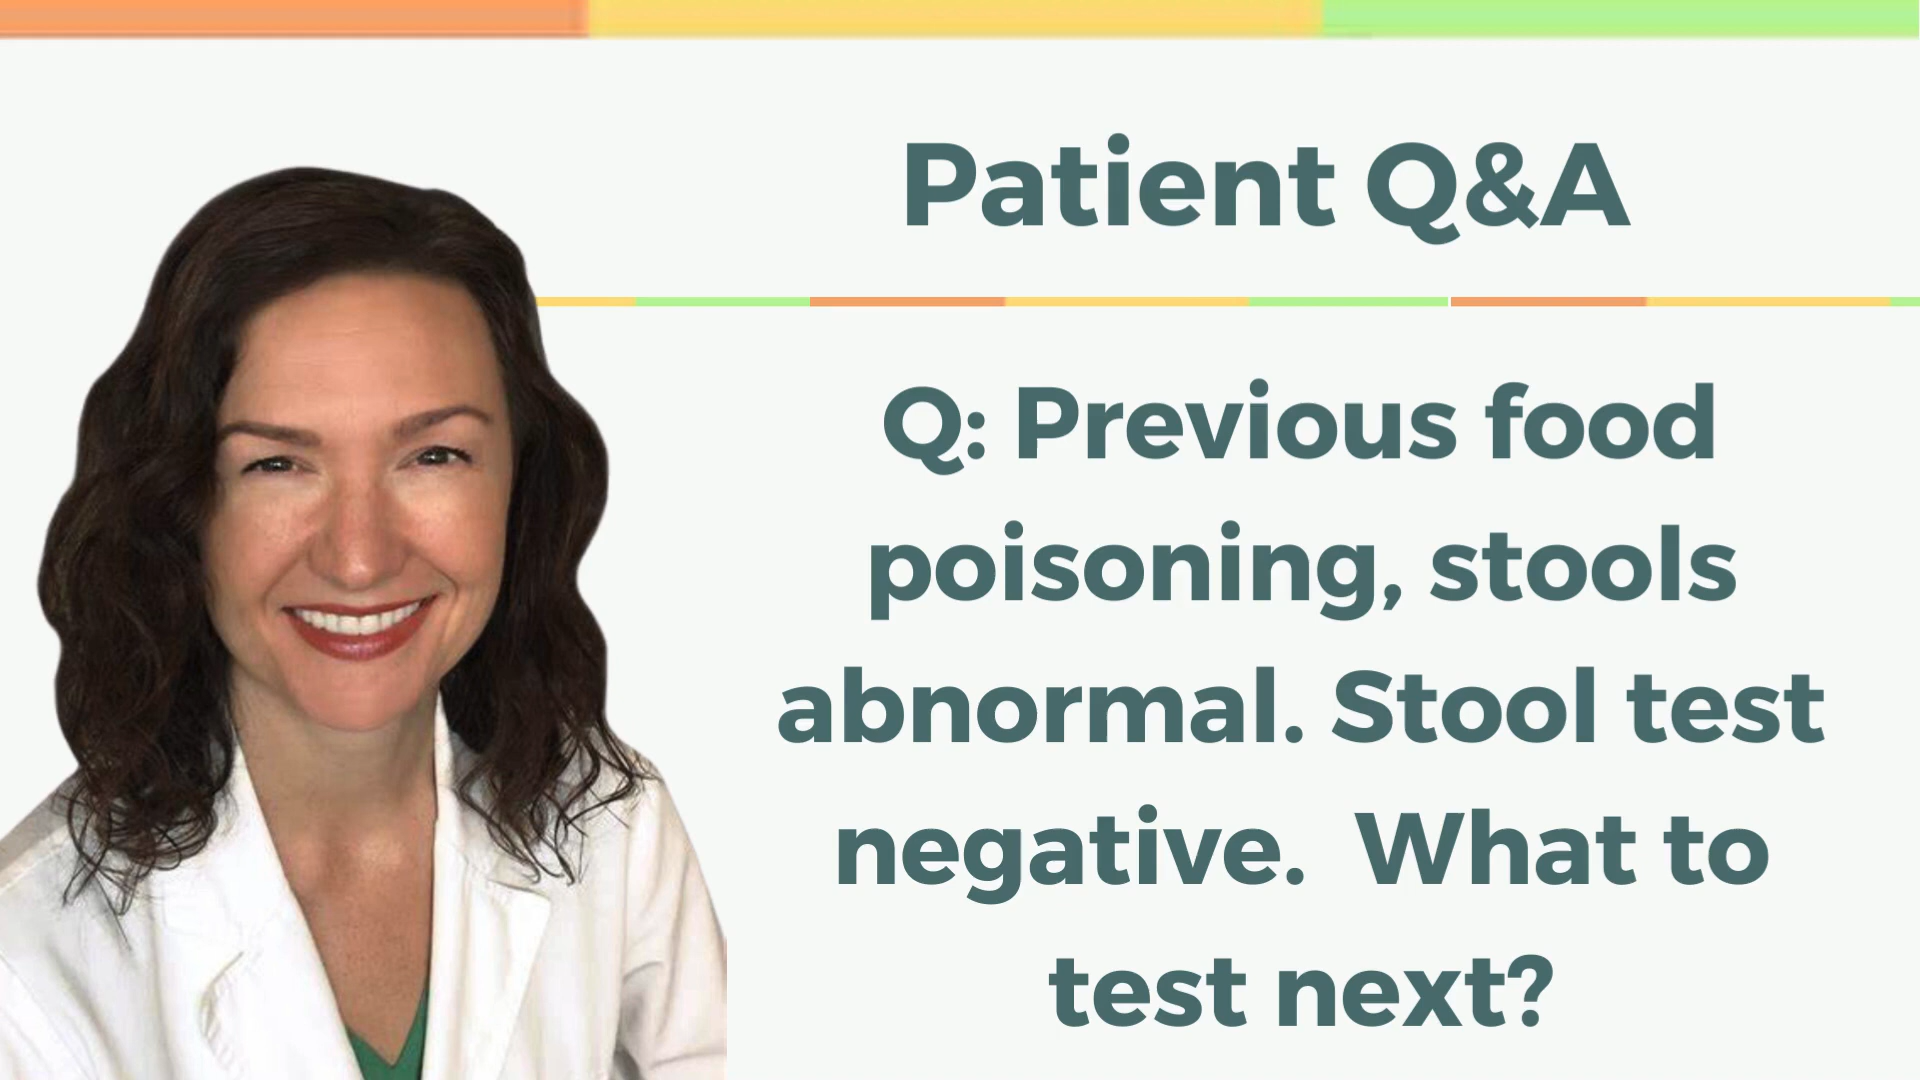 Patient Q&A
Q: Previous food
poisoning, stools
abnormal. Stool test
negative.  What to
test next?